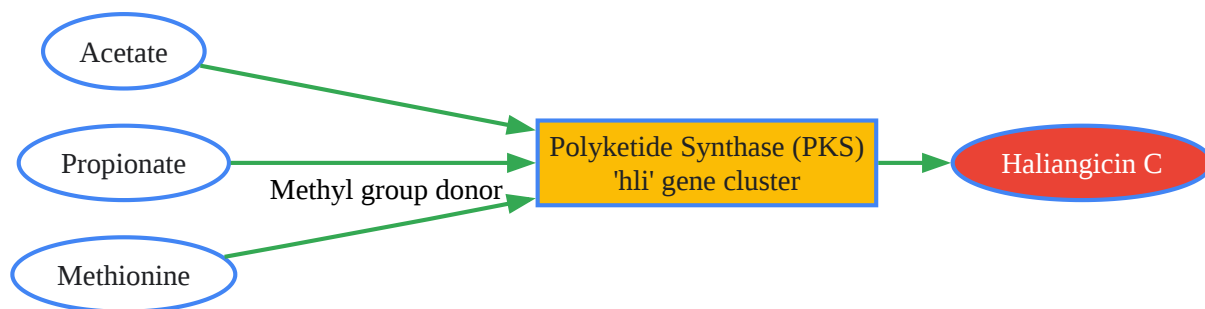 Acetate
Propionate
Methyl group donor
Methionine
Polyketide Synthase (PKS)
'hli' gene cluster
Haliangicin C